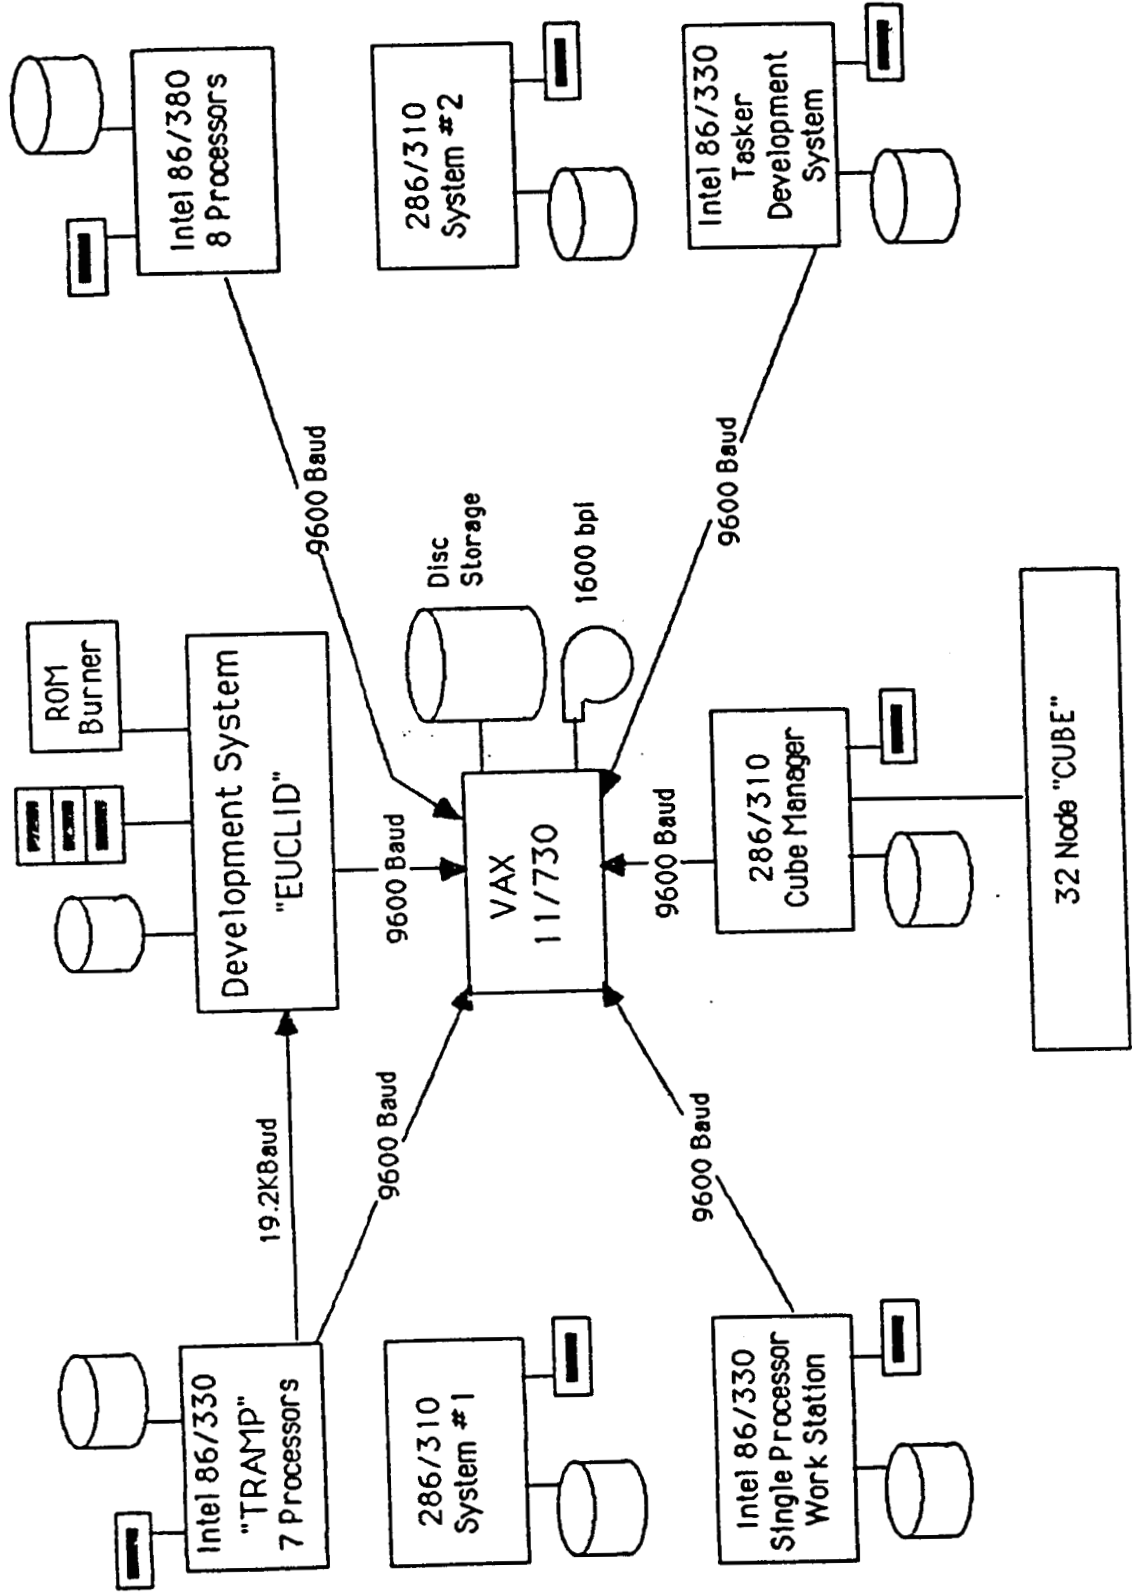 Intel 86/330
"TRAMP"
7 Processors
19.2KBaud
Development System
"EUCLID"
ROM
Burner
Intel 86/380
8 Processors
9600 Baud
9600 Baud
9600 Baud
286/310
System #1
VAX
11/730
Disc
Storage
1600 bpi
286/310
System #2
9600 Baud
9600 Baud
9600 Baud
Intel 86/330
Single Processor
Work Station
286/310
Cube Manager
Intel 86/330
Tasker
Development
System
32 Node "CUBE"